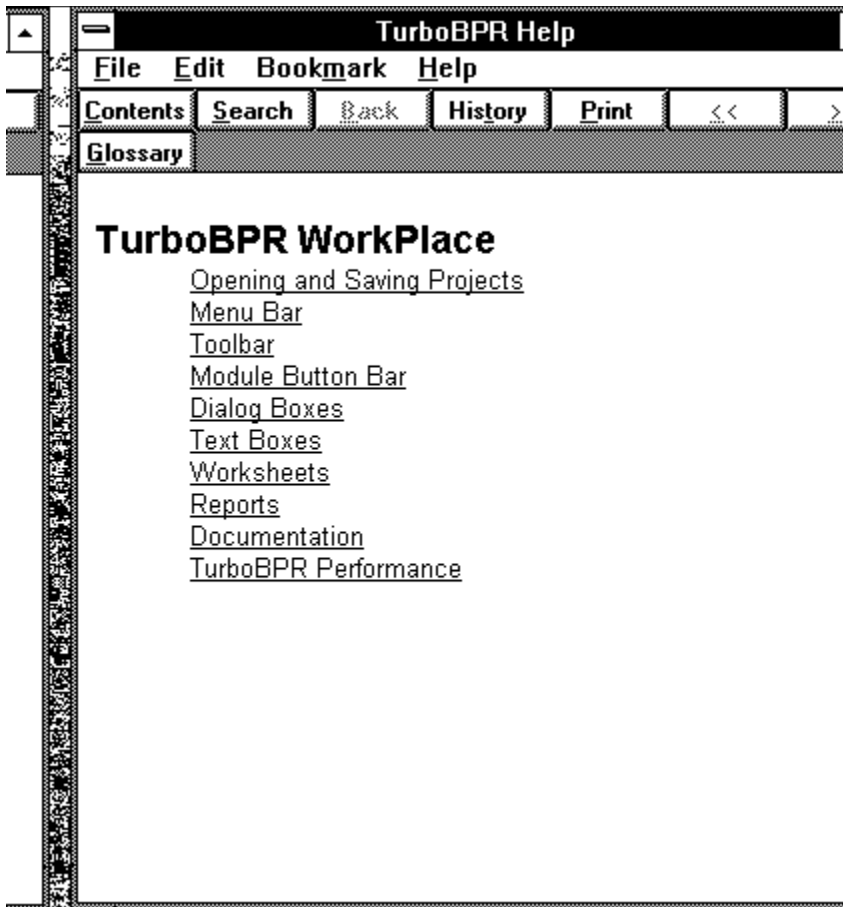 TurboBPR Help
File Edit Bookmark Help
Contents Search Back History Print << >
Glossary
TurboBPR WorkPlace
Opening and Saving Projects
Menu Bar
Toolbar
Module Button Bar
Dialog Boxes
Text Boxes
Worksheets
Reports
Documentation
TurboBPR Performance